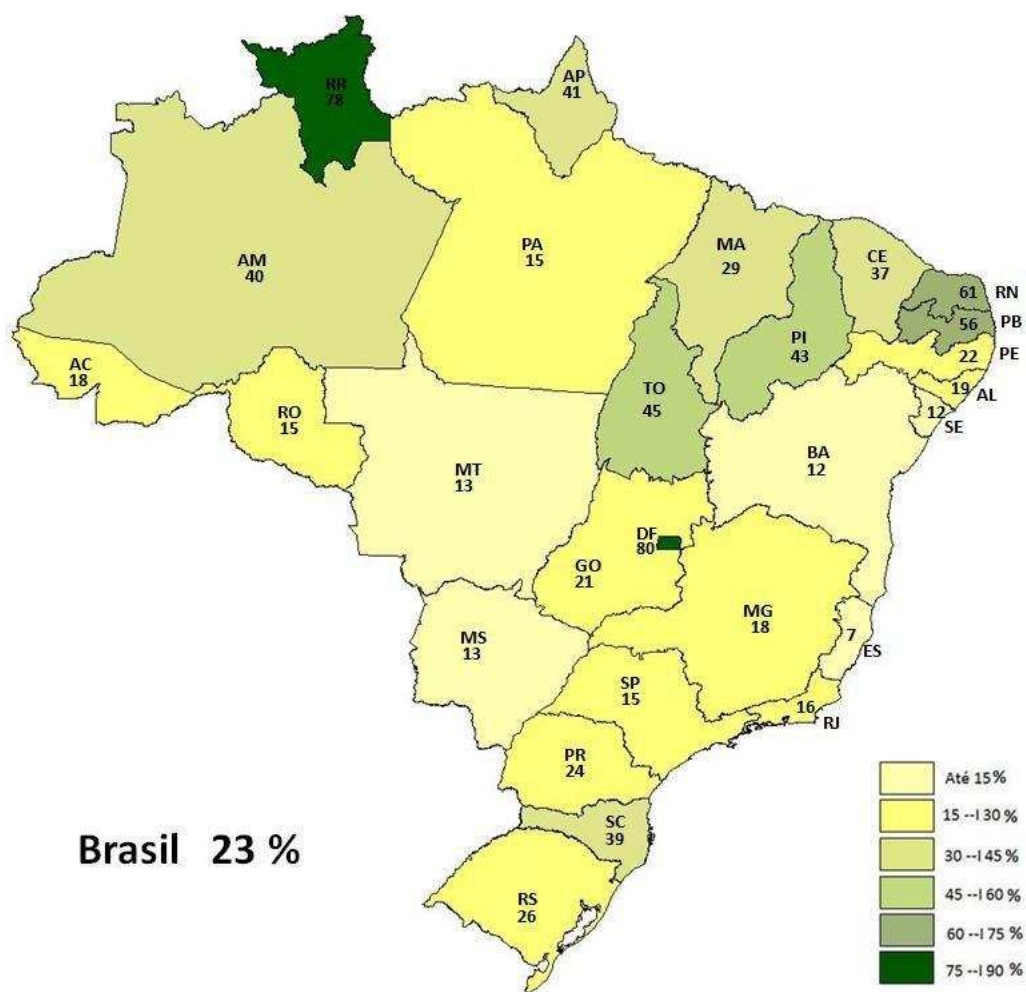 RR
78
AP
41
AM
40
PA
15
MA
29
CE
37
61 RN
56 PB
22 PE
19 AL
12
SE
PI
43
TO
45
AC
18
RO
15
MT
13
BA
12
DF
80
GO
21
MG
18
7
ES
MS
13
SP
15
16
RJ
PR
24
SC
39
RS
26
Brasil 23 %
Até 15%
15 --I 30 %
30 --I 45 %
45 --I 60 %
60 --I 75 %
75 --I 90 %